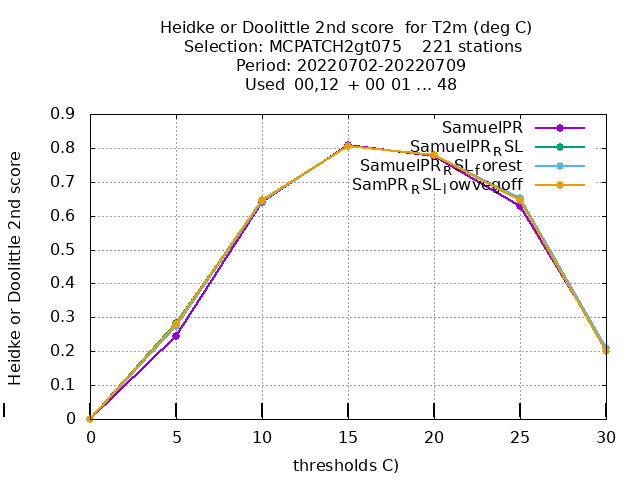 Heidke or Doolittle 2nd score  for T2m (deg C)
Selection: MCPATCH2gt075    221 stations
Period: 20220702-20220709
Used  00,12  + 00 01 ... 48
SamuelPR
SamuelPR_RSL
SamuelPR_RSL_forest
SamPR_RSL_lowvegoff
Heidke or Doolittle 2nd score
0.9
0.8
0.7
0.6
0.5
0.4
0.3
0.2
0.1
0
0 5 10 15 20 25 30
thresholds C)